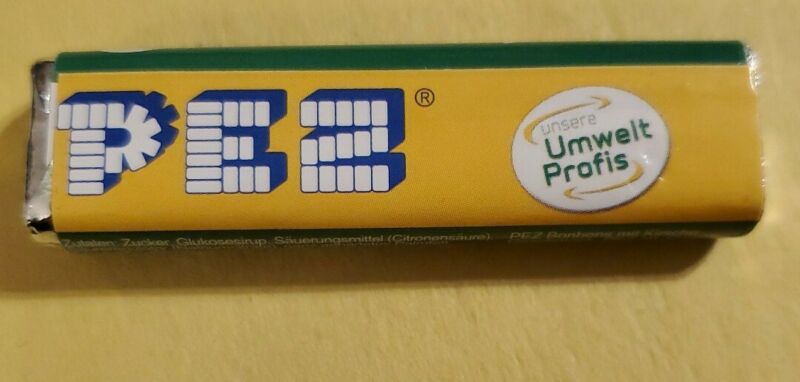 PEZ®
unsere
Umwelt
Profis
Zutaten: Zucker, Glukosesirup, Säuerungsmittel (Citronensäure), PEZ Bonbons mit